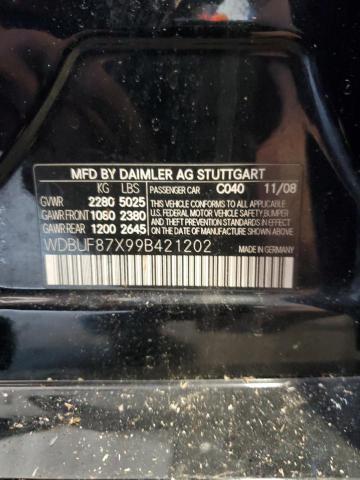 MFD BY DAIMLER AG STUTTGART
KG LBS PASSENGER CAR C040 11/08
GVWR 2280 5025 THIS VEHICLE CONFORMS TO ALL APPLICABLE
GAWR FRONT 1080 2380 U.S. FEDERAL MOTOR VEHICLE SAFETY,BUMPER
GAWR REAR 1200 2645 AND THEFT PREVENTION STANDARDS IN EFFECT
WDBUF87X99B421202 ON THE DATE OF MANUFACTURE SHOWN ABOVE.
MADE IN GERMANY